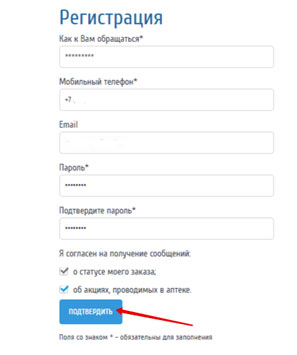 Регистрация
Как к Вам обращаться*
*********
Мобильный телефон*
+7
Email
Пароль*
••••••••
Подтвердите пароль*
••••••••
Я согласен на получение сообщений:
о статусе моего заказа;
об акциях, проводимых в аптеке.
ПОДТВЕРДИТЬ
Поля со знаком * - обязательны для заполнения